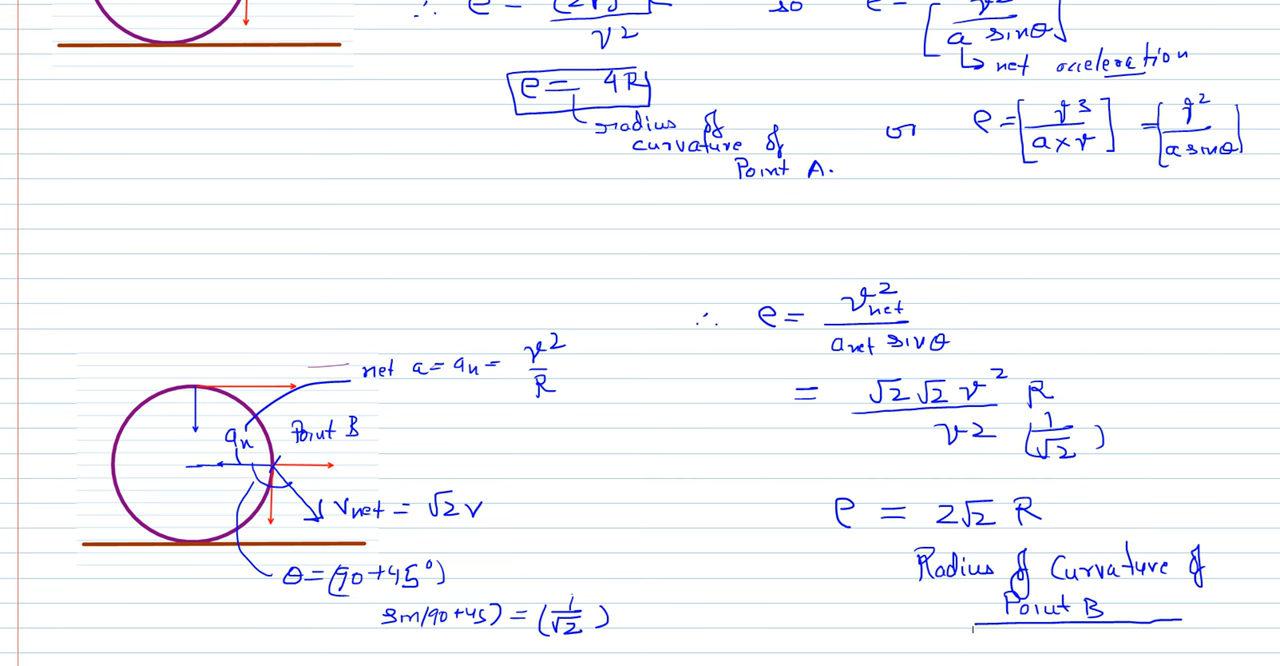 ∴ e = (2v)² R / v²
so e = [v² / a sinθ]
↳ net acceleration
e = 4R
radius of curvature of Point A.
or e = [v³ / a × v] = [v² / a sinθ]
∴ e = v²net / anet sinθ
net a = an = v² / R
= √2 √2 v² R / v² (1/√2)
an
Point B
vnet = √2 v
e = 2√2 R
θ = (90+45°)
sin(90+45) = (1/√2)
Radius of Curvature of
Point B